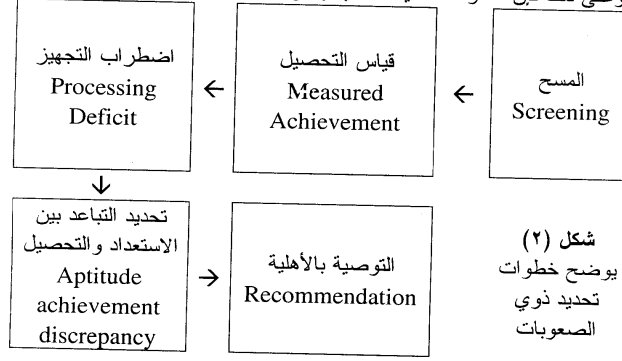 المسح
Screening
قياس التحصيل
Measured
Achievement
اضطراب التجهيز
Processing
Deficit
تحديد التباعد بين
الاستعداد والتحصيل
Aptitude
achievement
discrepancy
التوصية بالأهلية
Recommendation
شكل (٢)
يوضح خطوات
تحديد ذوي
الصعوبات